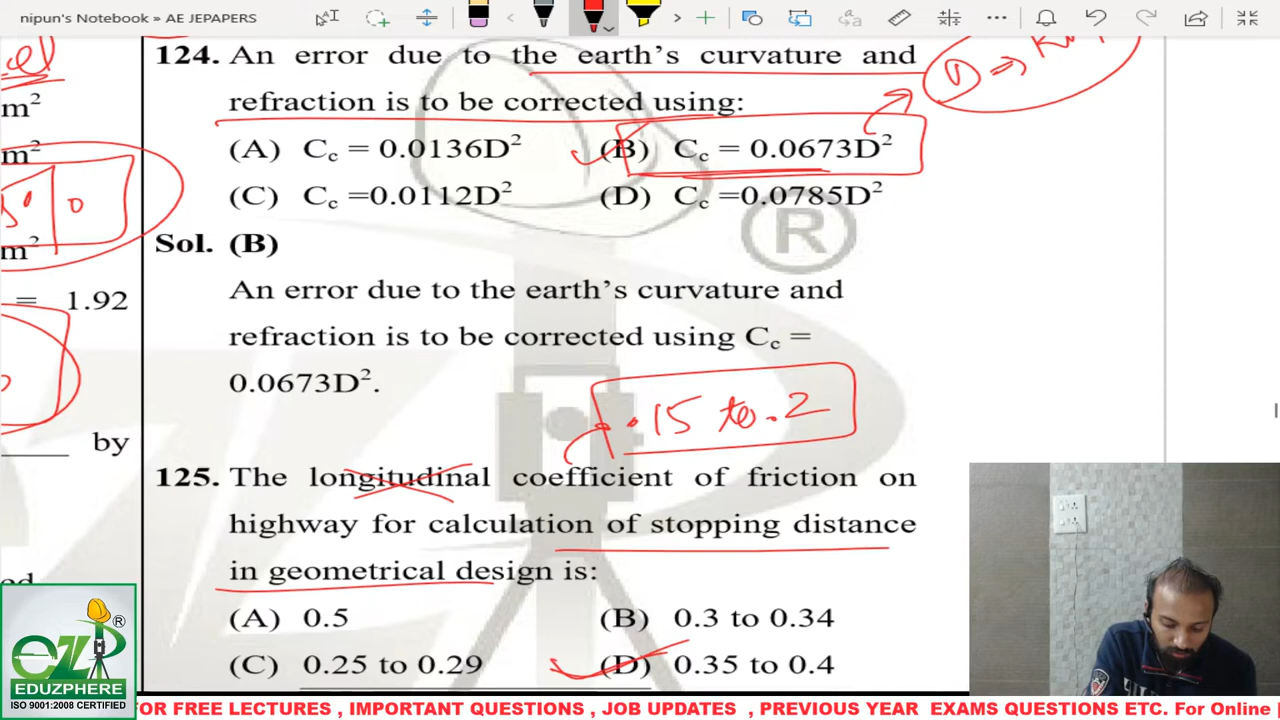 nipun's Notebook » AE JEPAPERS
cel
m²
m²
0
m²
= 1.92
by
124. An error due to the earth's curvature and
refraction is to be corrected using:
(A) Cc = 0.0136D² (B) Cc = 0.0673D²
(C) Cc =0.0112D² (D) Cc =0.0785D²
Sol. (B)
An error due to the earth's curvature and
refraction is to be corrected using Cc =
0.0673D².
.15 to .2
125. The longitudinal coefficient of friction on
highway for calculation of stopping distance
in geometrical design is:
(A) 0.5 (B) 0.3 to 0.34
(C) 0.25 to 0.29 (D) 0.35 to 0.4
D ⇒
®
EZP ®
EDUZPHERE
ISO 9001:2008 CERTIFIED
FOR FREE LECTURES , IMPORTANT QUESTIONS , JOB UPDATES , PREVIOUS YEAR EXAMS QUESTIONS ETC. For Online